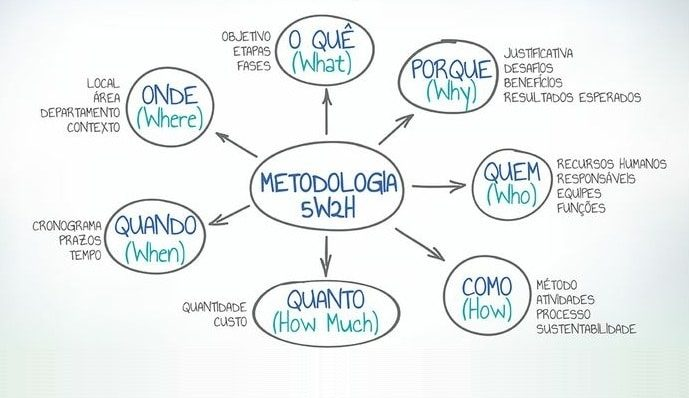 OBJETIVO
ETAPAS
FASES
O QUÊ
(What)
PORQUE
(Why)
JUSTIFICATIVA
DESAFIOS
BENEFÍCIOS
RESULTADOS ESPERADOS
LOCAL
ÁREA
DEPARTAMENTO
CONTEXTO
ONDE
(Where)
METODOLOGIA
5W2H
QUEM
(Who)
RECURSOS HUMANOS
RESPONSÁVEIS
EQUIPES
FUNÇÕES
CRONOGRAMA
PRAZOS
TEMPO
QUANDO
(When)
QUANTIDADE
CUSTO
QUANTO
(How Much)
COMO
(How)
MÉTODO
ATIVIDADES
PROCESSO
SUSTENTABILIDADE